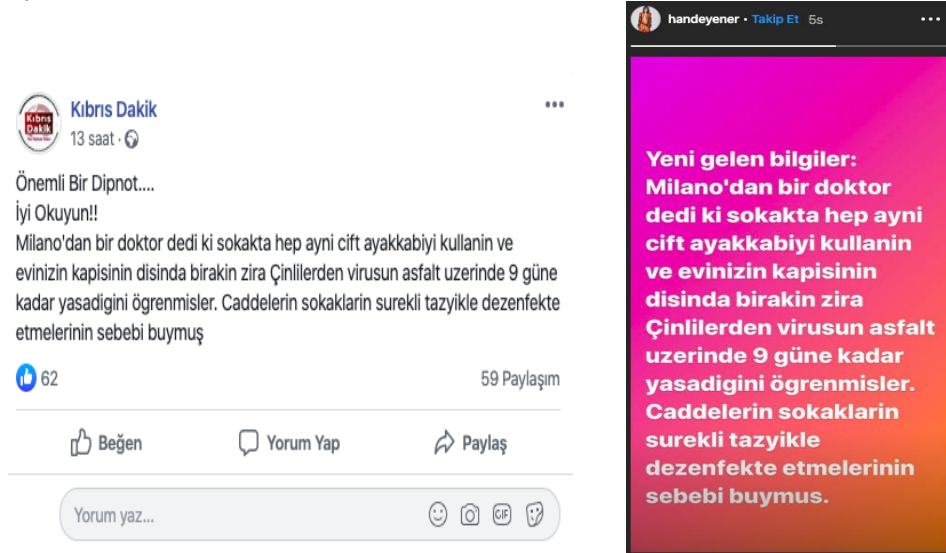 Kıbrıs Dakik
13 saat ·
Önemli Bir Dipnot....
İyi Okuyun!!
Milano'dan bir doktor dedi ki sokakta hep ayni cift ayakkabiyi kullanin ve
evinizin kapisinin disinda birakin zira Çinlilerden virusun asfalt uzerinde 9 güne
kadar yasadigini ögrenmisler. Caddelerin sokaklarin surekli tazyikle dezenfekte
etmelerinin sebebi buymuş
62
59 Paylaşım
Beğen
Yorum Yap
Paylaş
Yorum yaz...
GIF
handeyener • Takip Et 5s
Yeni gelen bilgiler:
Milano'dan bir doktor
dedi ki sokakta hep ayni
cift ayakkabiyi kullanin
ve evinizin kapisinin
disinda birakin zira
Çinlilerden virusun asfalt
uzerinde 9 güne kadar
yasadigini ögrenmisler.
Caddelerin sokaklarin
surekli tazyikle
dezenfekte etmelerinin
sebebi buymus.